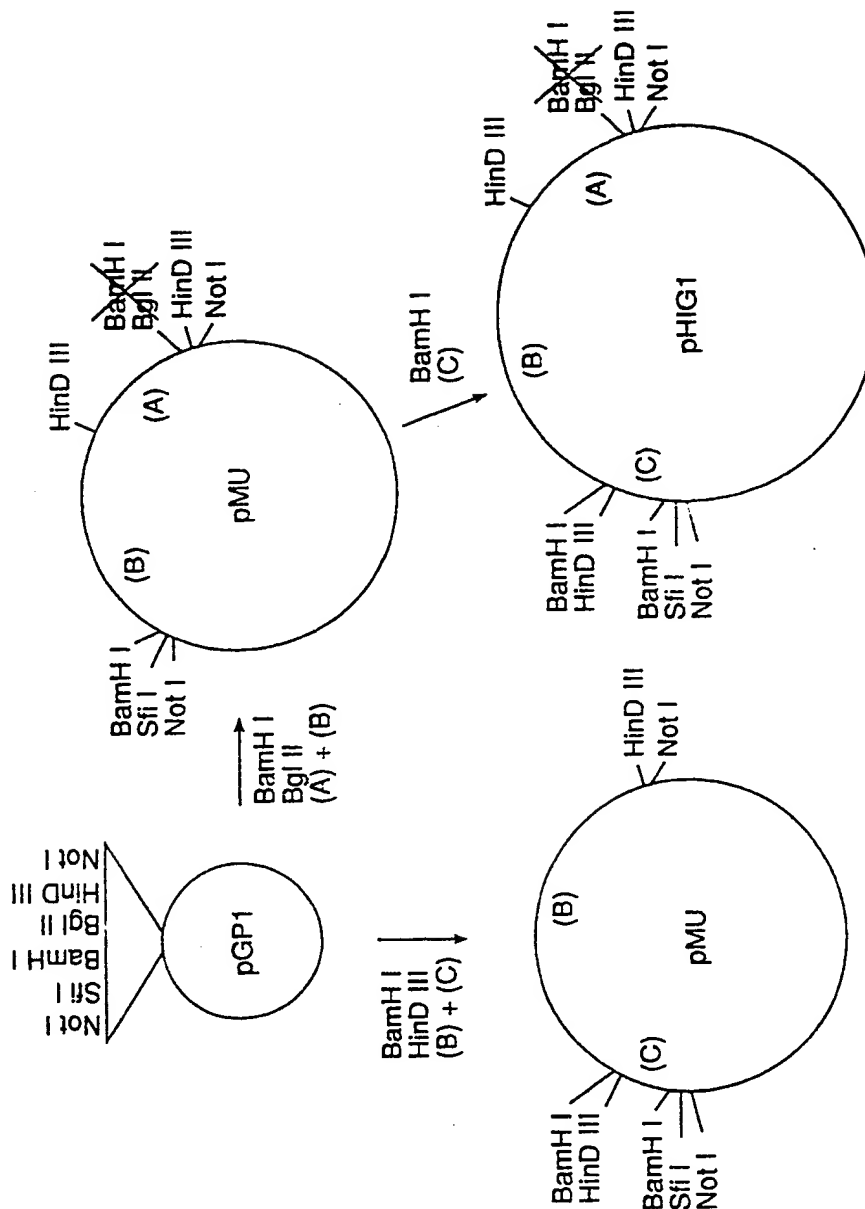 Not I
Sfi I
BamH I
Bgl II
HinD III
Not I
pGP1
BamH I
Bgl II
(A) + (B)
BamH I
Sfi I
Not I
(B)
HinD III
(A)
BamH I
Bgl II
HinD III
Not I
pMU
BamH I
HinD III
(B) + (C)
BamH I
(C)
BamH I
HinD III
(C)
BamH I
Sfi I
Not I
(B)
HinD III
Not I
pMU
BamH I
HinD III
(C)
BamH I
Sfi I
Not I
(B)
HinD III
(A)
BamH I
Bgl II
HinD III
Not I
pHIG1